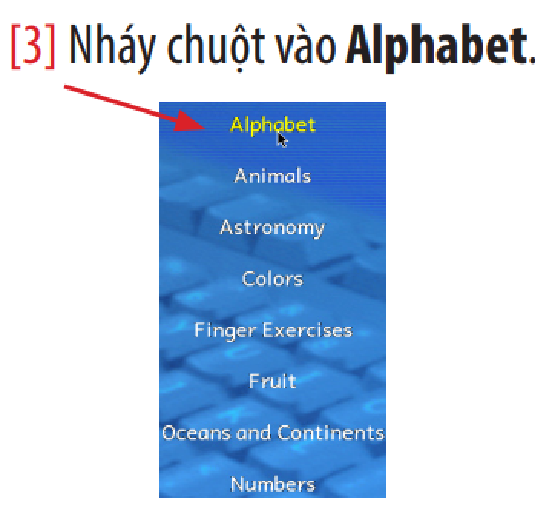 [3] Nháy chuột vào Alphabet.
Alphabet
Animals
Astronomy
Colors
Finger Exercises
Fruit
Oceans and Continents
Numbers